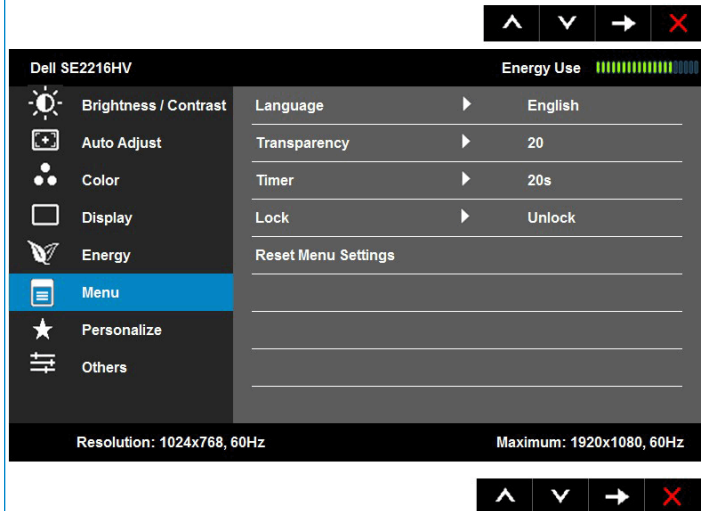 Dell SE2216HV Energy Use
Brightness / Contrast Language English
Auto Adjust Transparency 20
Color Timer 20s
Display Lock Unlock
Energy Reset Menu Settings
Menu
Personalize
Others
Resolution: 1024x768, 60Hz Maximum: 1920x1080, 60Hz